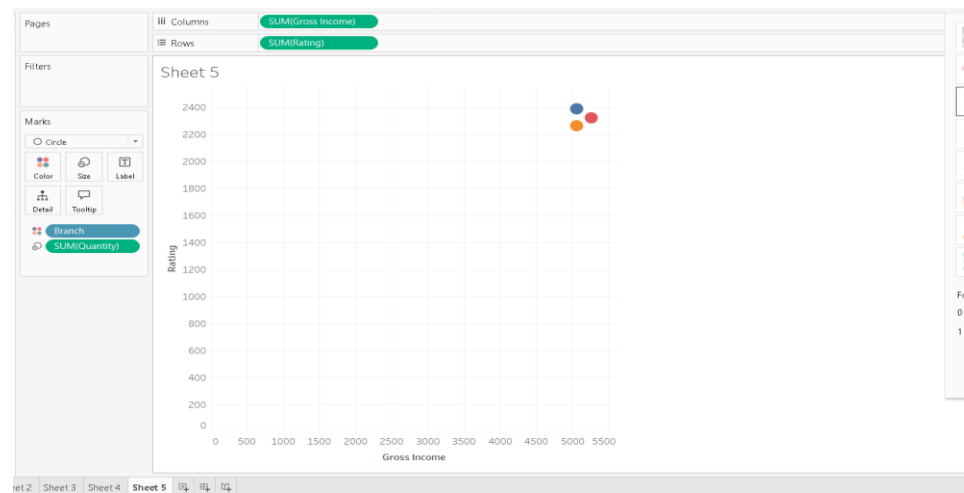 Pages
Columns
SUM(Gross Income)
Rows
SUM(Rating)
Filters
Sheet 5
Marks
Circle
Color
Size
Label
Detail
Tooltip
Branch
SUM(Quantity)
2400
2200
2000
1800
1600
1400
1200
1000
800
600
400
200
0
Rating
0 500 1000 1500 2000 2500 3000 3500 4000 4500 5000 5500
Gross Income
0
1
Sheet 3 Sheet 4 Sheet 5